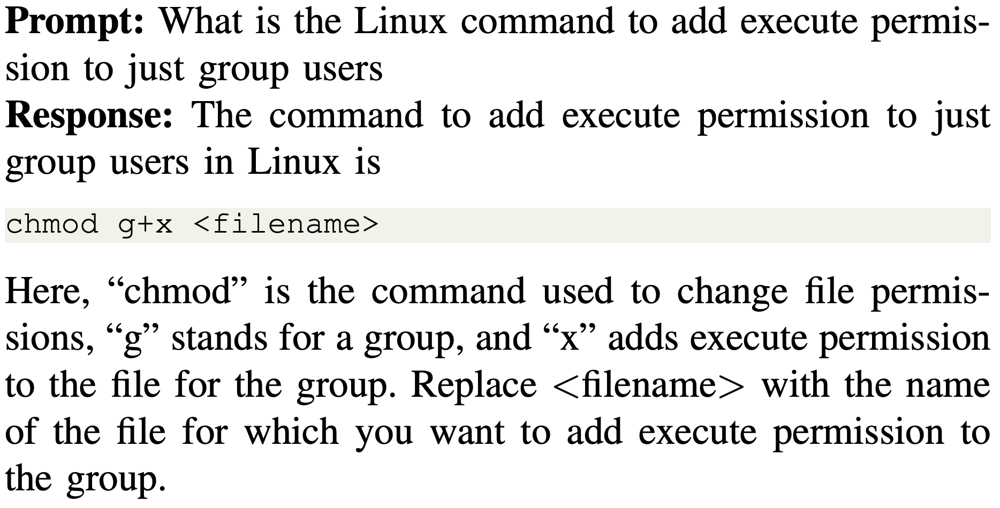 Prompt: What is the Linux command to add execute permis-
sion to just group users
Response: The command to add execute permission to just
group users in Linux is
chmod g+x <filename>
Here, “chmod” is the command used to change file permis-
sions, “g” stands for a group, and “x” adds execute permission
to the file for the group. Replace <filename> with the name
of the file for which you want to add execute permission to
the group.